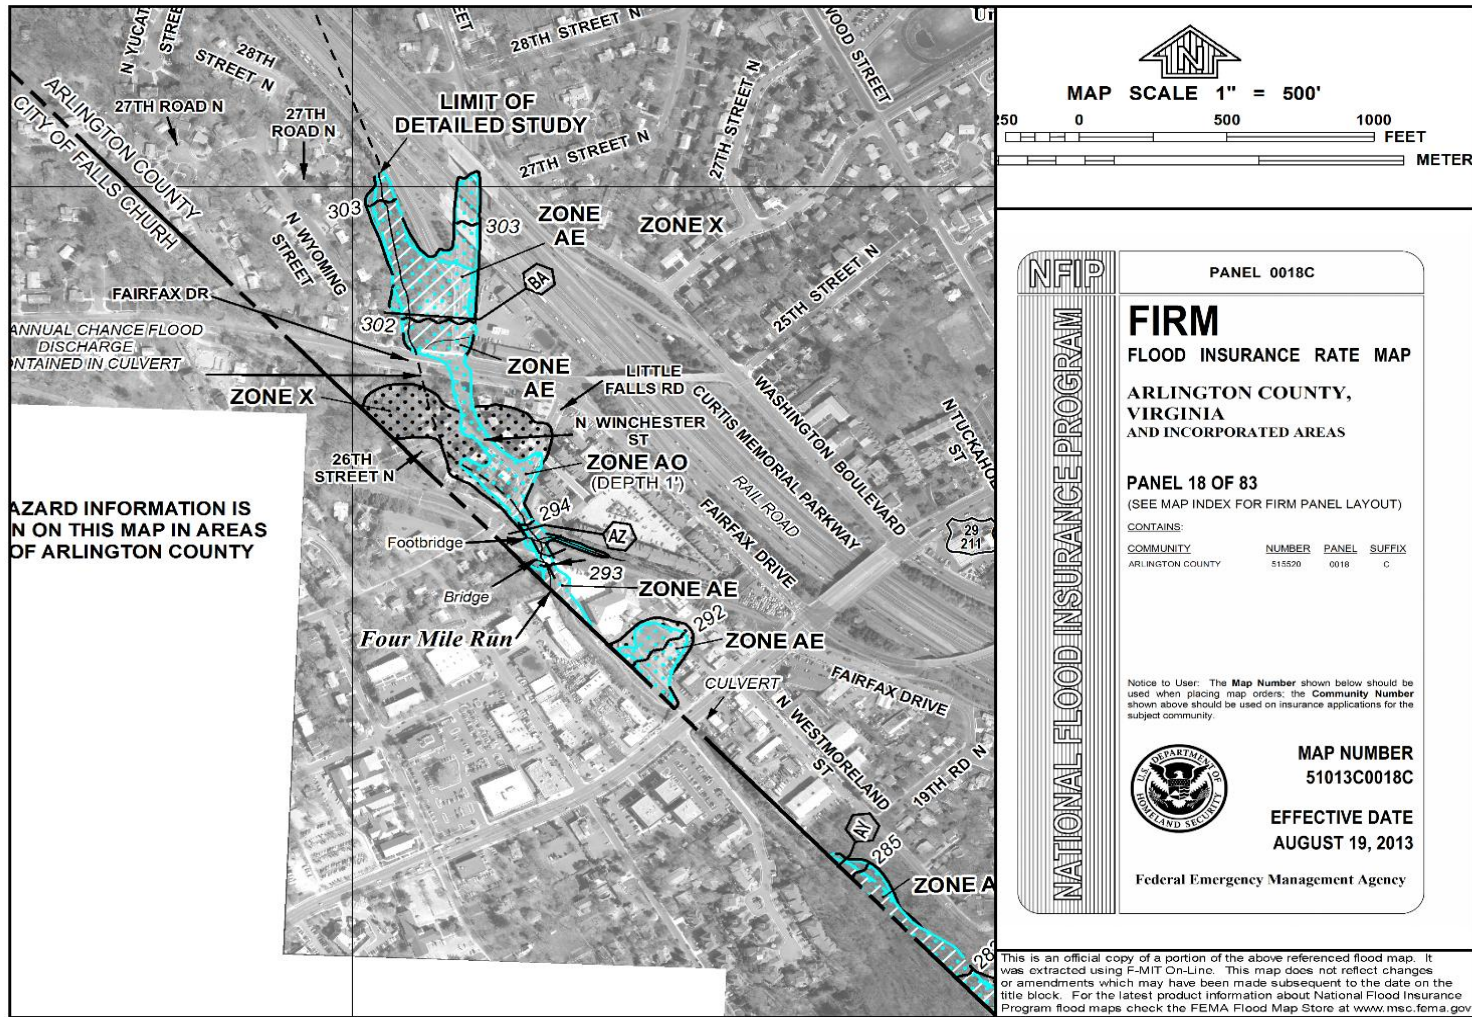 N YUCAT
STREE
28TH
STREET N
27TH ROAD N
27TH
ROAD N
ARLINGTON COUNTY
CITY OF FALLS CHURH
LIMIT OF
DETAILED STUDY
EET
28TH STREET N
27TH STREET N
27TH STREET N
WOOD STREET
303
303
ZONE
AE
ZONE X
N WYOMING
STREET
FAIRFAX DR
BA
25TH STREET N
302
ANNUAL CHANCE FLOOD
DISCHARGE
ONTAINED IN CULVERT
ZONE
AE
LITTLE
FALLS RD
ZONE X
N WINCHESTER
ST
CURTIS MEMORIAL PARKWAY
WASHINGTON BOULEVARD
N TUCKAHO
ST
26TH
STREET N
ZONE AO
(DEPTH 1')
RAIL ROAD
FAIRFAX DRIVE
29
211
AZARD INFORMATION IS
N ON THIS MAP IN AREAS
OF ARLINGTON COUNTY
294
Footbridge
AZ
293
ZONE AE
Bridge
Four Mile Run
292
ZONE AE
CULVERT
FAIRFAX DRIVE
N WESTMORELAND
ST
19TH RD N
AY
285
ZONE A
MAP SCALE 1" = 500'
250 0 500 1000
FEET
METER
NFIP
NATIONAL FLOOD INSURANCE PROGRAM
PANEL 0018C
FIRM
FLOOD INSURANCE RATE MAP
ARLINGTON COUNTY,
VIRGINIA
AND INCORPORATED AREAS
PANEL 18 OF 83
(SEE MAP INDEX FOR FIRM PANEL LAYOUT)
CONTAINS:
COMMUNITY NUMBER PANEL SUFFIX
ARLINGTON COUNTY 515520 0018 C
Notice to User: The Map Number shown below should be
used when placing map orders; the Community Number
shown above should be used on insurance applications for the
subject community.
U.S. DEPARTMENT OF
HOMELAND SECURITY
MAP NUMBER
51013C0018C
EFFECTIVE DATE
AUGUST 19, 2013
Federal Emergency Management Agency
This is an official copy of a portion of the above referenced flood map. It
was extracted using F-MIT On-Line. This map does not reflect changes
or amendments which may have been made subsequent to the date on the
title block. For the latest product information about National Flood Insurance
Program flood maps check the FEMA Flood Map Store at www.msc.fema.gov